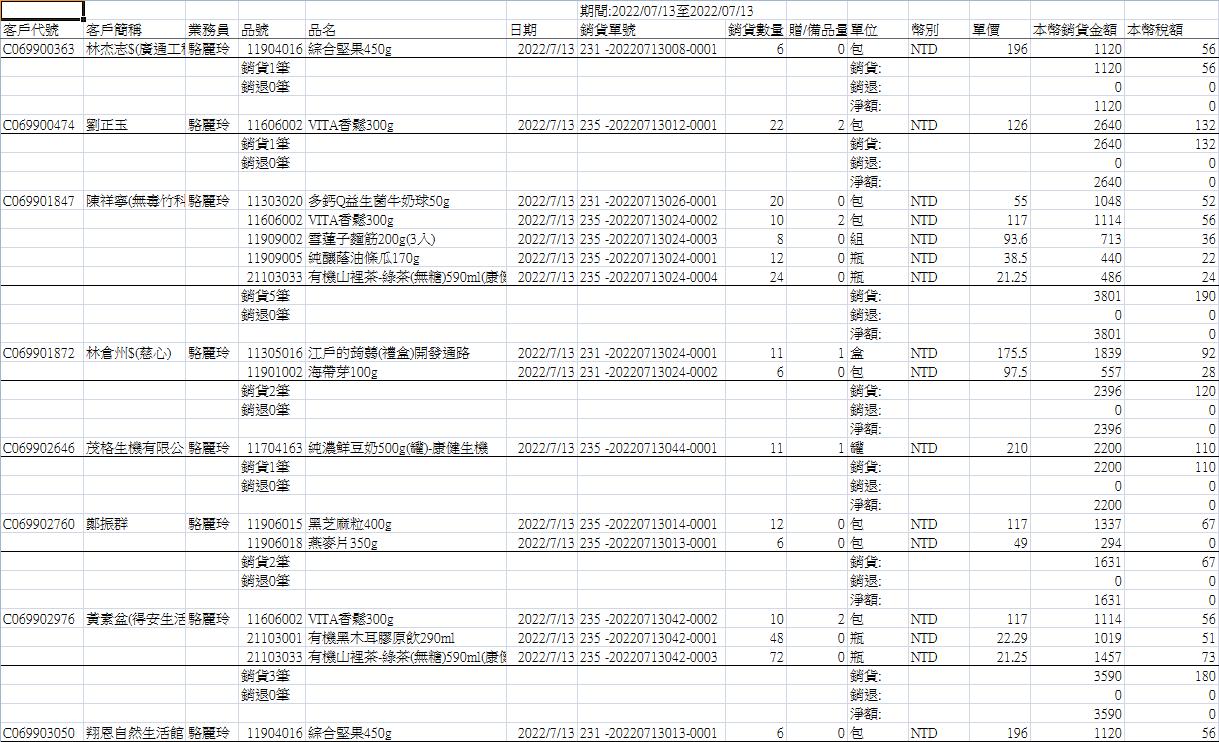 期間:2022/07/13至2022/07/13
客戶代號 客戶簡稱 業務員 品號 品名 日期 銷貨單號 銷貨數量 贈/備品量 單位 幣別 單價 本幣銷貨金額 本幣稅額
C069900363 林杰志$(廣通工 駱麗玲 11904016 綜合堅果450g 2022/7/13 231 -20220713008-0001 6 0 包 NTD 196 1120 56
銷貨1筆 銷貨: 1120 56
銷退0筆 銷退: 0 0
淨額: 1120 0
C069900474 劉正玉 駱麗玲 11606002 VITA香鬆300g 2022/7/13 235 -20220713012-0001 22 2 包 NTD 126 2640 132
銷貨1筆 銷貨: 2640 132
銷退0筆 銷退: 0 0
淨額: 2640 0
C069901847 陳祥寧(無毒竹科 駱麗玲 11303020 多鈣Q益生菌牛奶球50g 2022/7/13 231 -20220713026-0001 20 0 包 NTD 55 1048 52
11606002 VITA香鬆300g 2022/7/13 235 -20220713024-0002 10 2 包 NTD 117 1114 56
11909002 雪蓮子麵筋200g(3入) 2022/7/13 235 -20220713024-0003 8 0 組 NTD 93.6 713 36
11909005 純釀蔭油條瓜170g 2022/7/13 235 -20220713024-0001 12 0 瓶 NTD 38.5 440 22
21103033 有機山裡茶-綠茶(無糖)590ml(康健 2022/7/13 235 -20220713024-0004 24 0 瓶 NTD 21.25 486 24
銷貨5筆 銷貨: 3801 190
銷退0筆 銷退: 0 0
淨額: 3801 0
C069901872 林倉州$(慈心) 駱麗玲 11305016 江戶的蒟蒻(禮盒)開發通路 2022/7/13 231 -20220713024-0001 11 1 盒 NTD 175.5 1839 92
11901002 海帶芽100g 2022/7/13 231 -20220713024-0002 6 0 包 NTD 97.5 557 28
銷貨2筆 銷貨: 2396 120
銷退0筆 銷退: 0 0
淨額: 2396 0
C069902646 茂格生機有限公 駱麗玲 11704163 純濃鮮豆奶500g(罐)-康健生機 2022/7/13 235 -20220713044-0001 11 1 罐 NTD 210 2200 110
銷貨1筆 銷貨: 2200 110
銷退0筆 銷退: 0 0
淨額: 2200 0
C069902760 鄭振群 駱麗玲 11906015 黑芝麻粒400g 2022/7/13 235 -20220713014-0001 12 0 包 NTD 117 1337 67
11906018 燕麥片350g 2022/7/13 235 -20220713013-0001 6 0 包 NTD 49 294 0
銷貨2筆 銷貨: 1631 67
銷退0筆 銷退: 0 0
淨額: 1631 0
C069902976 黃素盆(得安生活 駱麗玲 11606002 VITA香鬆300g 2022/7/13 235 -20220713042-0002 10 2 包 NTD 117 1114 56
21103001 有機黑木耳膠原飲290ml 2022/7/13 235 -20220713042-0001 48 0 瓶 NTD 22.29 1019 51
21103033 有機山裡茶-綠茶(無糖)590ml(康健 2022/7/13 235 -20220713042-0003 72 0 瓶 NTD 21.25 1457 73
銷貨3筆 銷貨: 3590 180
銷退0筆 銷退: 0 0
淨額: 3590 0
C069903050 翔恩自然生活館 駱麗玲 11904016 綜合堅果450g 2022/7/13 231 -20220713013-0001 6 0 包 NTD 196 1120 56